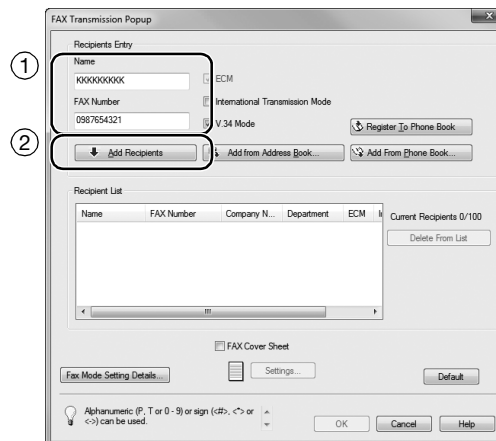 FAX Transmission Popup
Recipients Entry
1
Name
KKKKKKKKK
ECM
FAX Number
International Transmission Mode
0987654321
V.34 Mode
Register To Phone Book
2
Add Recipients
Add from Address Book...
Add From Phone Book...
Recipient List
Name FAX Number Company N... Department ECM
Current Recipients 0/100
Delete From List
FAX Cover Sheet
Fax Mode Setting Details...
Settings...
Default
Alphanumeric (P, T or 0 - 9) or sign (<#>, <*> or
<-> can be used.
OK Cancel Help